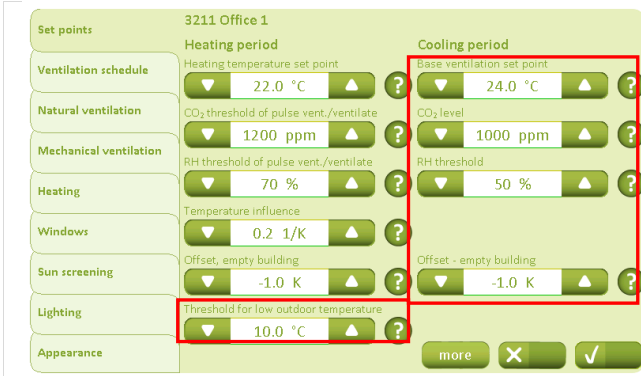 Set points
Ventilation schedule
Natural ventilation
Mechanical ventilation
Heating
Windows
Sun screening
Lighting
Appearance
3211 Office 1
Heating period
Heating temperature set point
22.0 °C
?
CO₂ threshold of pulse vent./ventilate
1200 ppm
?
RH threshold of pulse vent./ventilate
70 %
?
Temperature influence
0.2 1/K
?
Offset, empty building
-1.0 K
?
Threshold for low outdoor temperature
10.0 °C
?
Cooling period
Base ventilation set point
24.0 °C
?
CO₂ level
1000 ppm
?
RH threshold
50 %
?
Offset - empty building
-1.0 K
?
more